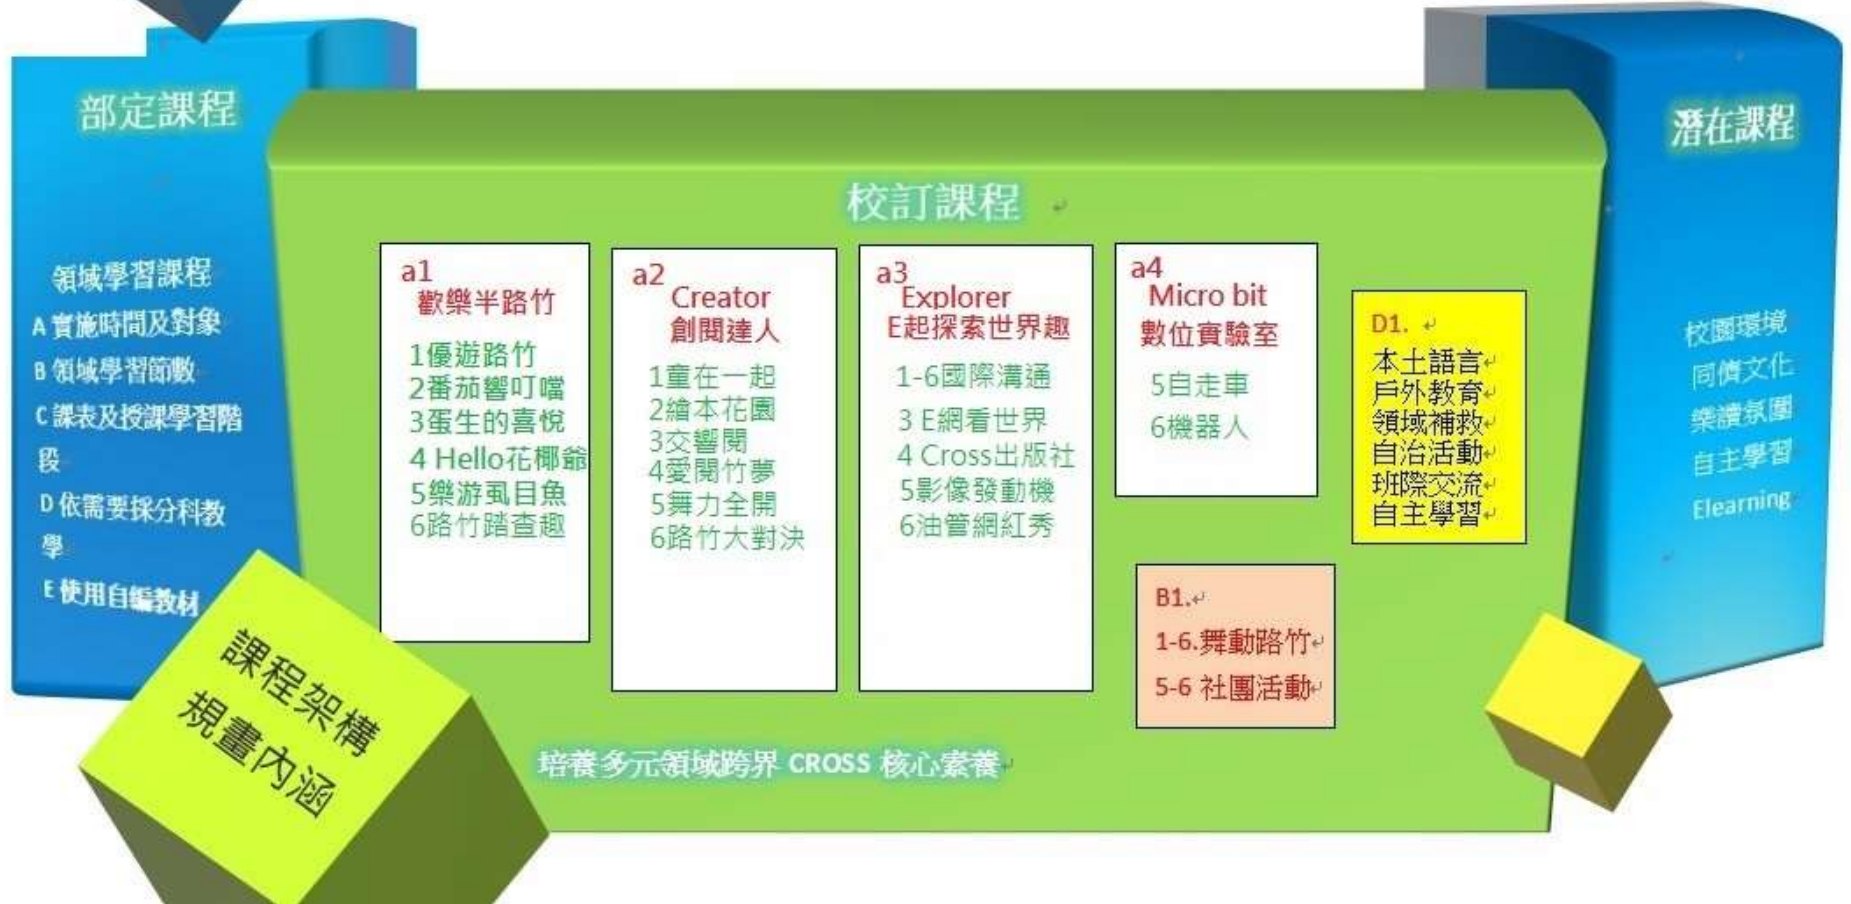 部定課程
領域學習課程
A 實施時間及對象
B 領域學習節數
C 課表及授課學習階
段
D 依需要採分科教
學
E 使用自編教材
課程架構
規畫內涵
校訂課程
a1
歡樂半路竹
1優遊路竹
2番茄響叮噹
3蛋生的喜悅
4 Hello花椰爺
5樂游虱目魚
6路竹踏查趣
a2
Creator
創閱達人
1童在一起
2繪本花園
3交響閱
4愛閱竹夢
5舞力全開
6路竹大對決
a3
Explorer
E起探索世界趣
1-6國際溝通
3 E網看世界
4 Cross出版社
5影像發動機
6油管網紅秀
a4
Micro bit
數位實驗室
5自走車
6機器人
D1.
本土語言
戶外教育
領域補救
自治活動
班際交流
自主學習
B1.
1-6.舞動路竹
5-6 社團活動
培養多元領域跨界 CROSS 核心素養
潛在課程
校園環境
同儕文化
樂讀氛圍
自主學習
Elearning